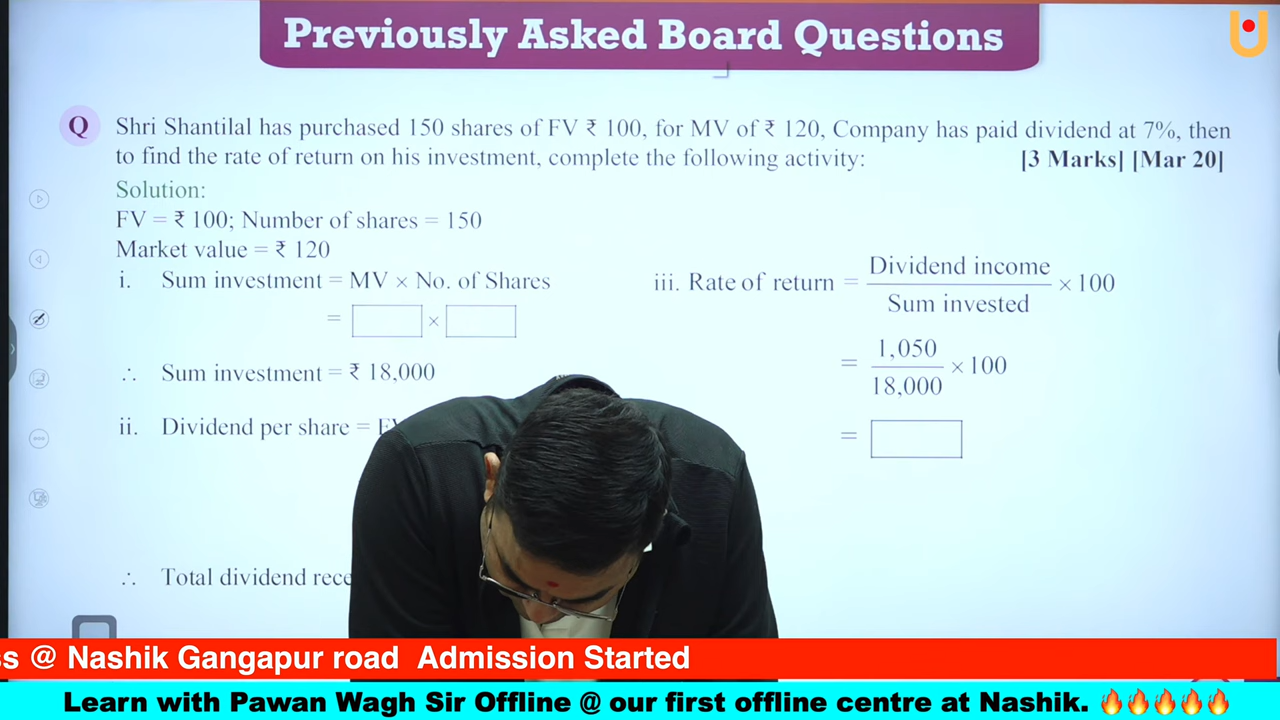 Previously Asked Board Questions
Q Shri Shantilal has purchased 150 shares of FV ₹ 100, for MV of ₹ 120, Company has paid dividend at 7%, then
to find the rate of return on his investment, complete the following activity: [3 Marks] [Mar 20]
Solution:
FV = ₹ 100; Number of shares = 150
Market value = ₹ 120
i. Sum investment = MV × No. of Shares
= ×
∴ Sum investment = ₹ 18,000
ii. Dividend per share =
∴ Total dividend
iii. Rate of return = Dividend income
Sum invested × 100
= 1,050
18,000 × 100
=
@ Nashik Gangapur road Admission Started
Learn with Pawan Wagh Sir Offline @ our first offline centre at Nashik. 🔥🔥🔥🔥🔥